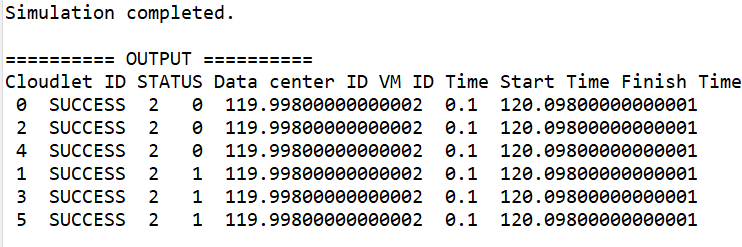 Simulation completed.
========== OUTPUT ==========
Cloudlet ID STATUS Data center ID VM ID Time Start Time Finish Time
0 SUCCESS 2 0 119.99800000000002 0.1 120.09800000000001
2 SUCCESS 2 0 119.99800000000002 0.1 120.09800000000001
4 SUCCESS 2 0 119.99800000000002 0.1 120.09800000000001
1 SUCCESS 2 1 119.99800000000002 0.1 120.09800000000001
3 SUCCESS 2 1 119.99800000000002 0.1 120.09800000000001
5 SUCCESS 2 1 119.99800000000002 0.1 120.09800000000001